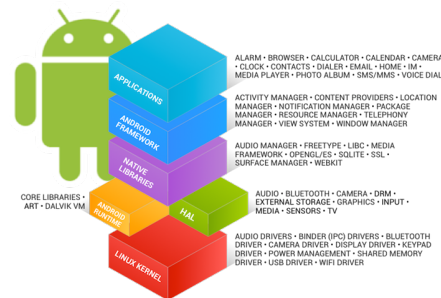 APPLICATIONS
ALARM • BROWSER • CALCULATOR • CALENDAR • CAMERA
• CLOCK • CONTACTS • DIALER • EMAIL • HOME • IM •
MEDIA PLAYER • PHOTO ALBUM • SMS/MMS • VOICE DIAL
ANDROID
FRAMEWORK
ACTIVITY MANAGER • CONTENT PROVIDERS • LOCATION
MANAGER • NOTIFICATION MANAGER • PACKAGE
MANAGER • RESOURCE MANAGER • TELEPHONY
MANAGER • VIEW SYSTEM • WINDOW MANAGER
NATIVE
LIBRARIES
AUDIO MANAGER • FREETYPE • LIBC • MEDIA
FRAMEWORK • OPENGL/ES • SQLITE • SSL •
SURFACE MANAGER • WEBKIT
CORE LIBRARIES •
ART • DALVIK VM
ANDROID
RUNTIME
HAL
AUDIO • BLUETOOTH • CAMERA • DRM •
EXTERNAL STORAGE • GRAPHICS • INPUT •
MEDIA • SENSORS • TV
LINUX KERNEL
AUDIO DRIVERS • BINDER (IPC) DRIVERS • BLUETOOTH
DRIVER • CAMERA DRIVER • DISPLAY DRIVER • KEYPAD
DRIVER • POWER MANAGEMENT • SHARED MEMORY
DRIVER • USB DRIVER • WIFI DRIVER